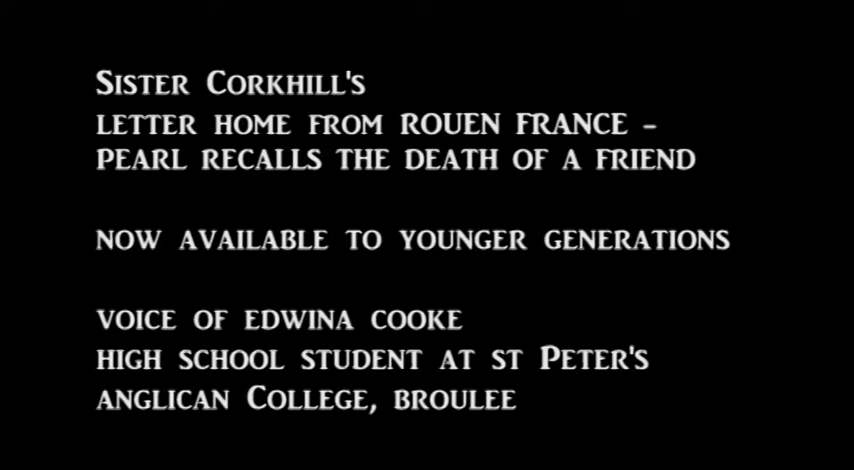 Sister Corkhill's
letter home from ROUEN FRANCE –
PEARL RECALLS THE DEATH OF A FRIEND
NOW AVAILABLE TO YOUNGER GENERATIONS
VOICE OF EDWINA COOKE
HIGH SCHOOL STUDENT AT ST PETER'S
ANGLICAN COLLEGE, BROULEE